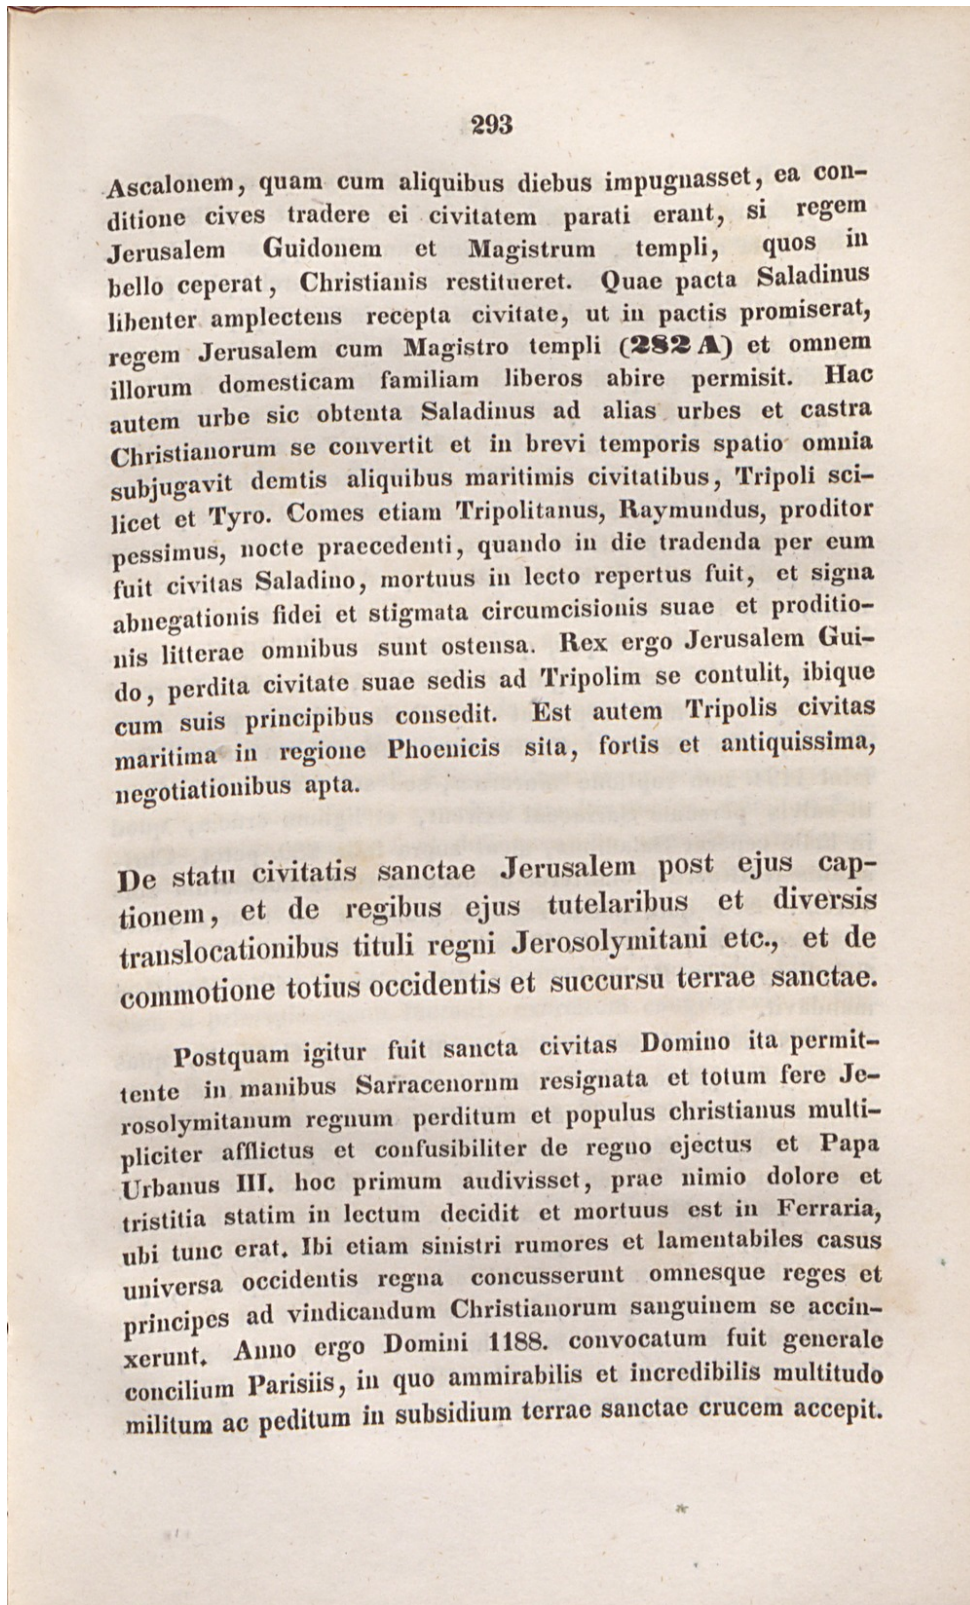 293
Ascalonem, quam cum aliquibus diebus impugnasset, ea con-
ditione cives tradere ei civitatem parati erant, si regem
Jerusalem Guidonem et Magistrum templi, quos in
bello ceperat, Christianis restitueret. Quae pacta Saladinus
libenter amplectens recepta civitate, ut in pactis promiserat,
regem Jerusalem cum Magistro templi (282 A) et omnem
illorum domesticam familiam liberos abire permisit. Hac
autem urbe sic obtenta Saladinus ad alias urbes et castra
Christianorum se convertit et in brevi temporis spatio omnia
subjugavit demtis aliquibus maritimis civitatibus, Tripoli sci-
licet et Tyro. Comes etiam Tripolitanus, Raymundus, proditor
pessimus, nocte praecedenti, quando in die tradenda per eum
fuit civitas Saladino, mortuus in lecto repertus fuit, et signa
abnegationis fidei et stigmata circumcisionis suae et proditio-
nis litterae omnibus sunt ostensa. Rex ergo Jerusalem Gui-
do, perdita civitate suae sedis ad Tripolim se contulit, ibique
cum suis principibus consedit. Est autem Tripolis civitas
maritima in regione Phoenicis sita, fortis et antiquissima,
negotiationibus apta.
De statu civitatis sanctae Jerusalem post ejus cap-
tionem, et de regibus ejus tutelaribus et diversis
translocationibus tituli regni Jerosolymitani etc., et de
commotione totius occidentis et succursu terrae sanctae.
Postquam igitur fuit sancta civitas Domino ita permit-
tente in manibus Sarracenornm resignata et totum fere Je-
rosolymitanum regnum perditum et populus christianus multi-
pliciter afflictus et confusibiliter de regno ejectus et Papa
Urbanus III. hoc primum audivisset, prae nimio dolore et
tristitia statim in lectum decidit et mortuus est in Ferraria,
ubi tunc erat. Ibi etiam sinistri rumores et lamentabiles casus
universa occidentis regna concusserunt omnesque reges et
principes ad vindicandum Christianorum sanguinem se accin-
xerunt. Anno ergo Domini 1188. convocatum fuit generale
concilium Parisiis, in quo ammirabilis et incredibilis multitudo
militum ac peditum in subsidium terrae sanctae crucem accepit.
*